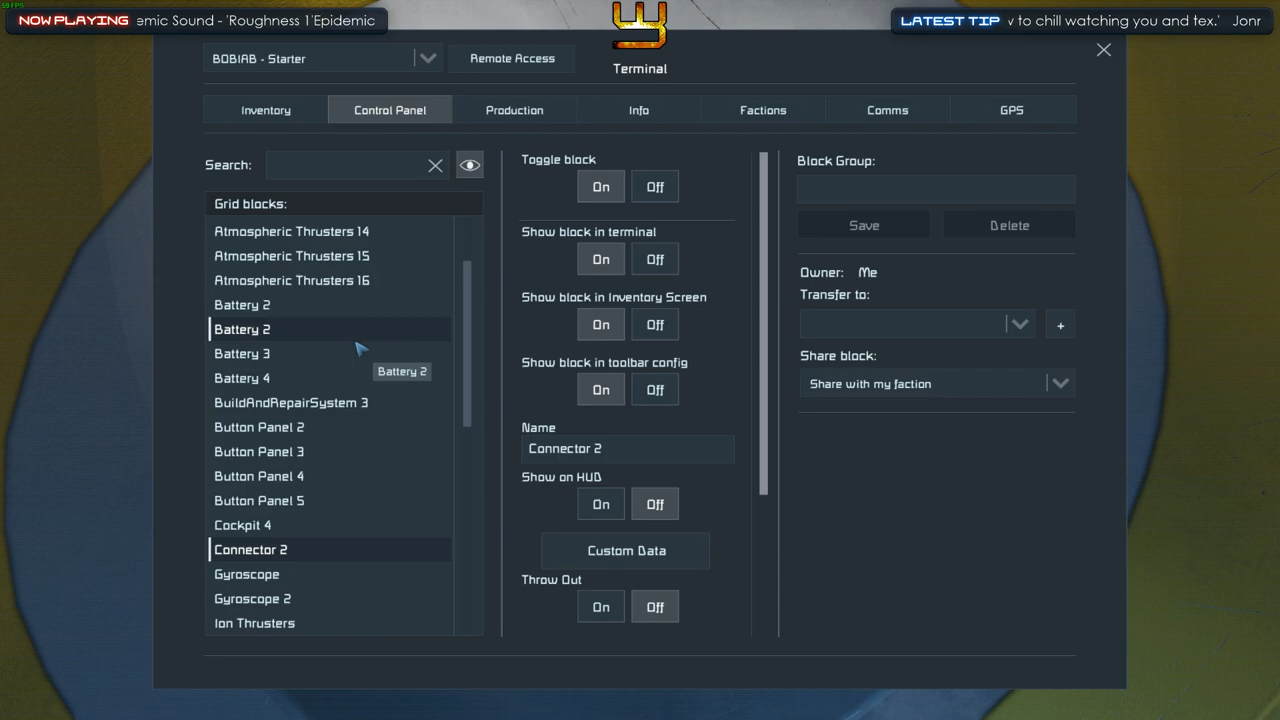 59 FPS
NOW PLAYING emic Sound - 'Roughness 1'Epidemic
LATEST TIP v to chill watching you and tex.' Jonr
BOBIAB - Starter
Remote Access
Terminal
Inventory
Control Panel
Production
Info
Factions
Comms
GPS
Search:
Grid blocks:
Atmospheric Thrusters 14
Atmospheric Thrusters 15
Atmospheric Thrusters 16
Battery 2
Battery 2
Battery 3
Battery 2
Battery 4
BuildAndRepairSystem 3
Button Panel 2
Button Panel 3
Button Panel 4
Button Panel 5
Cockpit 4
Connector 2
Gyroscope
Gyroscope 2
Ion Thrusters
Toggle block
On Off
Show block in terminal
On Off
Show block in Inventory Screen
On Off
Show block in toolbar config
On Off
Name
Connector 2
Show on HUD
On Off
Custom Data
Throw Out
On Off
Block Group:
Save
Delete
Owner: Me
Transfer to:
+
Share block:
Share with my faction